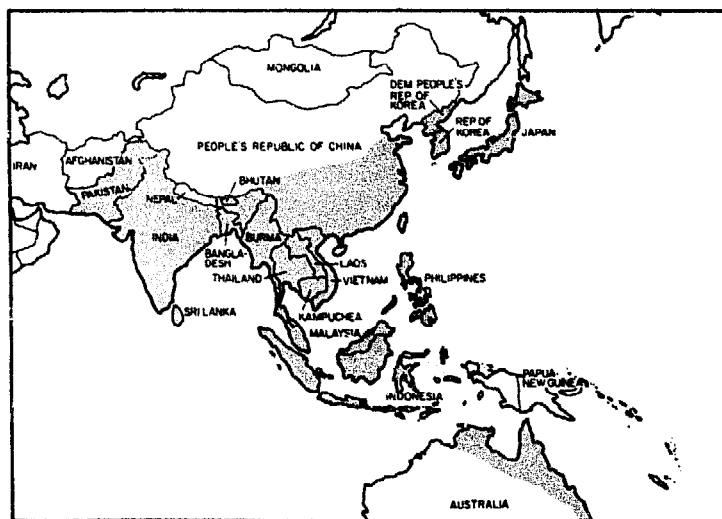 MONGOLIA
DEM PEOPLE'S
REP OF
KOREA
REP OF
KOREA
JAPAN
PEOPLE'S REPUBLIC OF CHINA
IRAN
AFGHANISTAN
PAKISTAN
NEPAL
BHUTAN
INDIA
BANGLA-
DESH
BURMA
LAOS
THAILAND
VIETNAM
PHILIPPINES
SRI LANKA
KAMPUCHEA
MALAYSIA
INDONESIA
PAPUA-
NEW GUINEA
AUSTRALIA